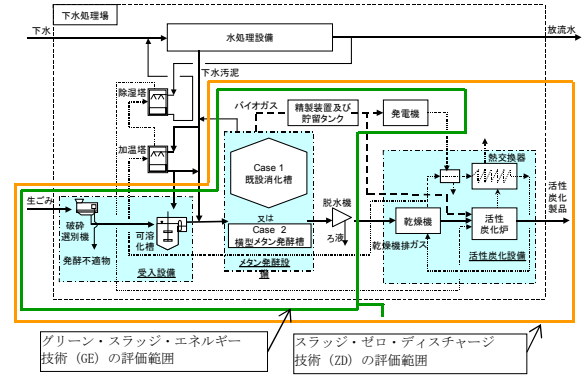 下水処理場
下水
水処理設備
放流水
下水汚泥
除湿塔
バイオガス
精製装置及び
貯留タンク
発電機
加温塔
熱交換器
Case 1
既設消化槽
生ごみ
脱水機
活性
炭化
製品
又は
Case 2
横型メタン発酵槽
破砕
選別機
可溶
化槽
ろ液
乾燥機
活性
炭化炉
乾燥機排ガス
発酵不適物
受入設備
メタン発酵設
備
活性炭化設備
グリーン・スラッジ・エネルギー
技術(GE)の評価範囲
スラッジ・ゼロ・ディスチャージ
技術(ZD)の評価範囲